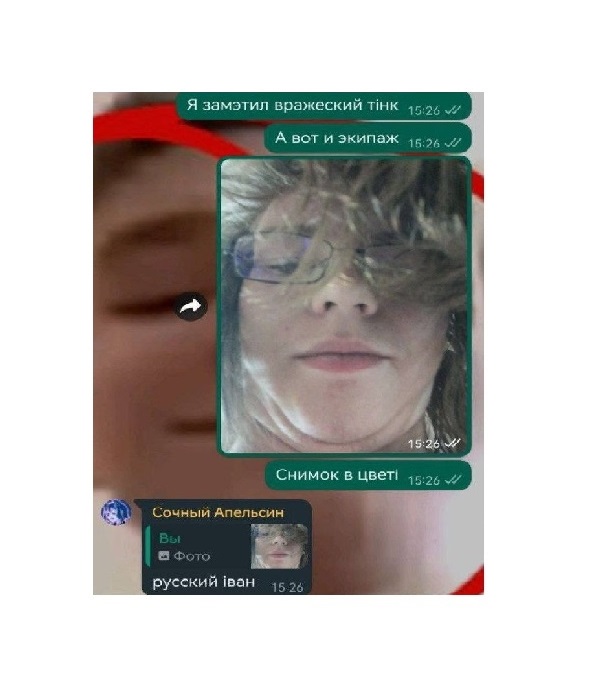 Я замэтил вражеский тінк 15:26
А вот и экипаж 15:26
15:26
Снимок в цветі 15:26
Сочный Апельсин
Вы
Фото
русский іван 15:26